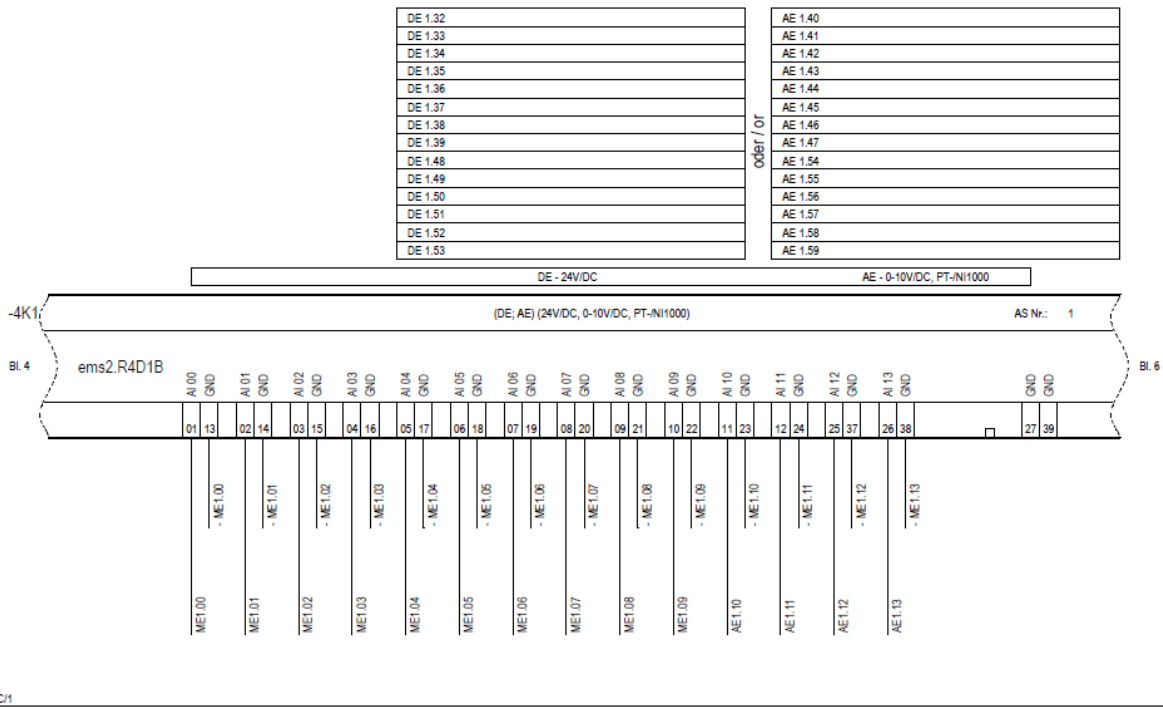 DE 1.32
DE 1.33
DE 1.34
DE 1.35
DE 1.36
DE 1.37
DE 1.38
DE 1.39
DE 1.48
DE 1.49
DE 1.50
DE 1.51
DE 1.52
DE 1.53
oder / or
AE 1.40
AE 1.41
AE 1.42
AE 1.43
AE 1.44
AE 1.45
AE 1.46
AE 1.47
AE 1.54
AE 1.55
AE 1.56
AE 1.57
AE 1.58
AE 1.59
DE - 24V/DC AE - 0-10V/DC, PT-/NI1000
-4K1 (DE; AE) (24V/DC, 0-10V/DC, PT-/NI1000) AS Nr.: 1
Bl. 4 ems2.R4D1B Bl. 6
AI 00 GND AI 01 GND AI 02 GND AI 03 GND AI 04 GND AI 05 GND AI 06 GND AI 07 GND AI 08 GND AI 09 GND AI 10 GND AI 11 GND AI 12 GND AI 13 GND GND GND
01 13 02 14 03 15 04 16 05 17 06 18 07 19 08 20 09 21 10 22 11 23 12 24 25 37 26 38 27 39
- ME1.00 - ME1.01 - ME1.02 - ME1.03 - ME1.04 - ME1.05 - ME1.06 - ME1.07 - ME1.08 - ME1.09 - ME1.10 - ME1.11 - ME1.12 - ME1.13
ME1.00 ME1.01 ME1.02 ME1.03 ME1.04 ME1.05 ME1.06 ME1.07 ME1.08 ME1.09 AE1.10 AE1.11 AE1.12 AE1.13
C/1